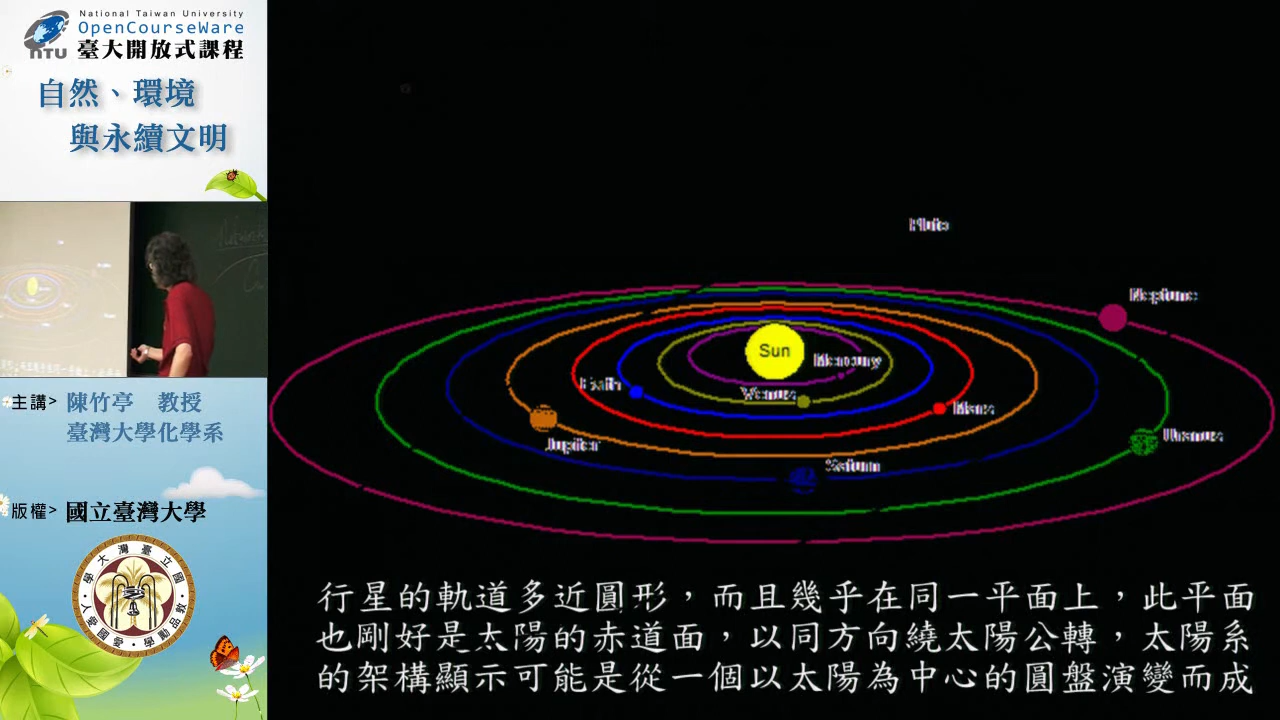 National Taiwan University
OpenCourseWare
NTU 臺大開放式課程
自然、環境
與永續文明
主講> 陳竹亭 教授
臺灣大學化學系
版權> 國立臺灣大學
Pluto
Neptune
Sun
Mercury
Earth
Venus
Mars
Jupiter
Uranus
Saturn
行星的軌道多近圓形，而且幾乎在同一平面上，此平面
也剛好是太陽的赤道面，以同方向繞太陽公轉，太陽系
的架構顯示可能是從一個以太陽為中心的圓盤演變而成